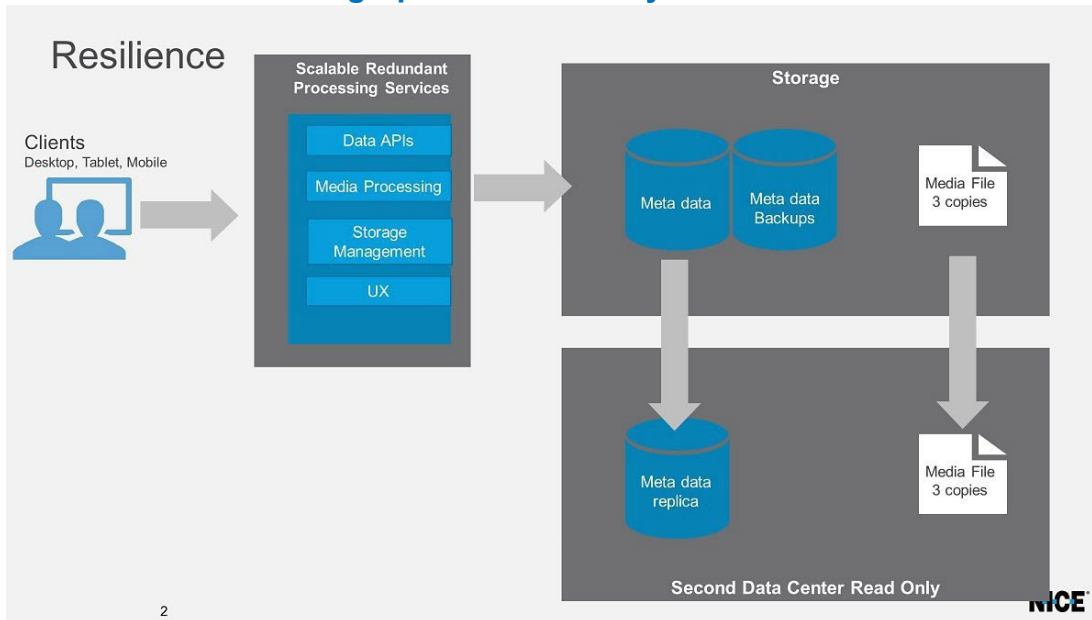 Resilience
Clients
Desktop, Tablet, Mobile
Scalable Redundant
Processing Services
Data APIs
Media Processing
Storage
Management
UX
Storage
Meta data
Meta data
Backups
Media File
3 copies
Meta data
replica
Media File
3 copies
Second Data Center Read Only
2
NICE